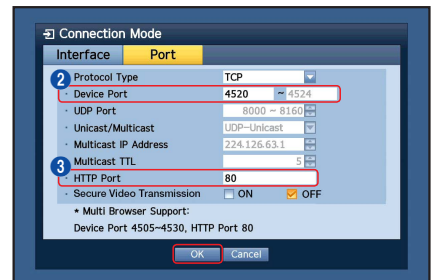 Connection Mode
Interface Port
2 Protocol Type TCP
· Device Port 4520 ~ 4524
· UDP Port 8000 ~ 8160
· Unicast/Multicast UDP-Unicast
· Multicast IP Address 224.126.63.1
3 Multicast TTL 5
· HTTP Port 80
· Secure Video Transmission ON OFF
* Multi Browser Support:
Device Port 4505~4530, HTTP Port 80
OK Cancel